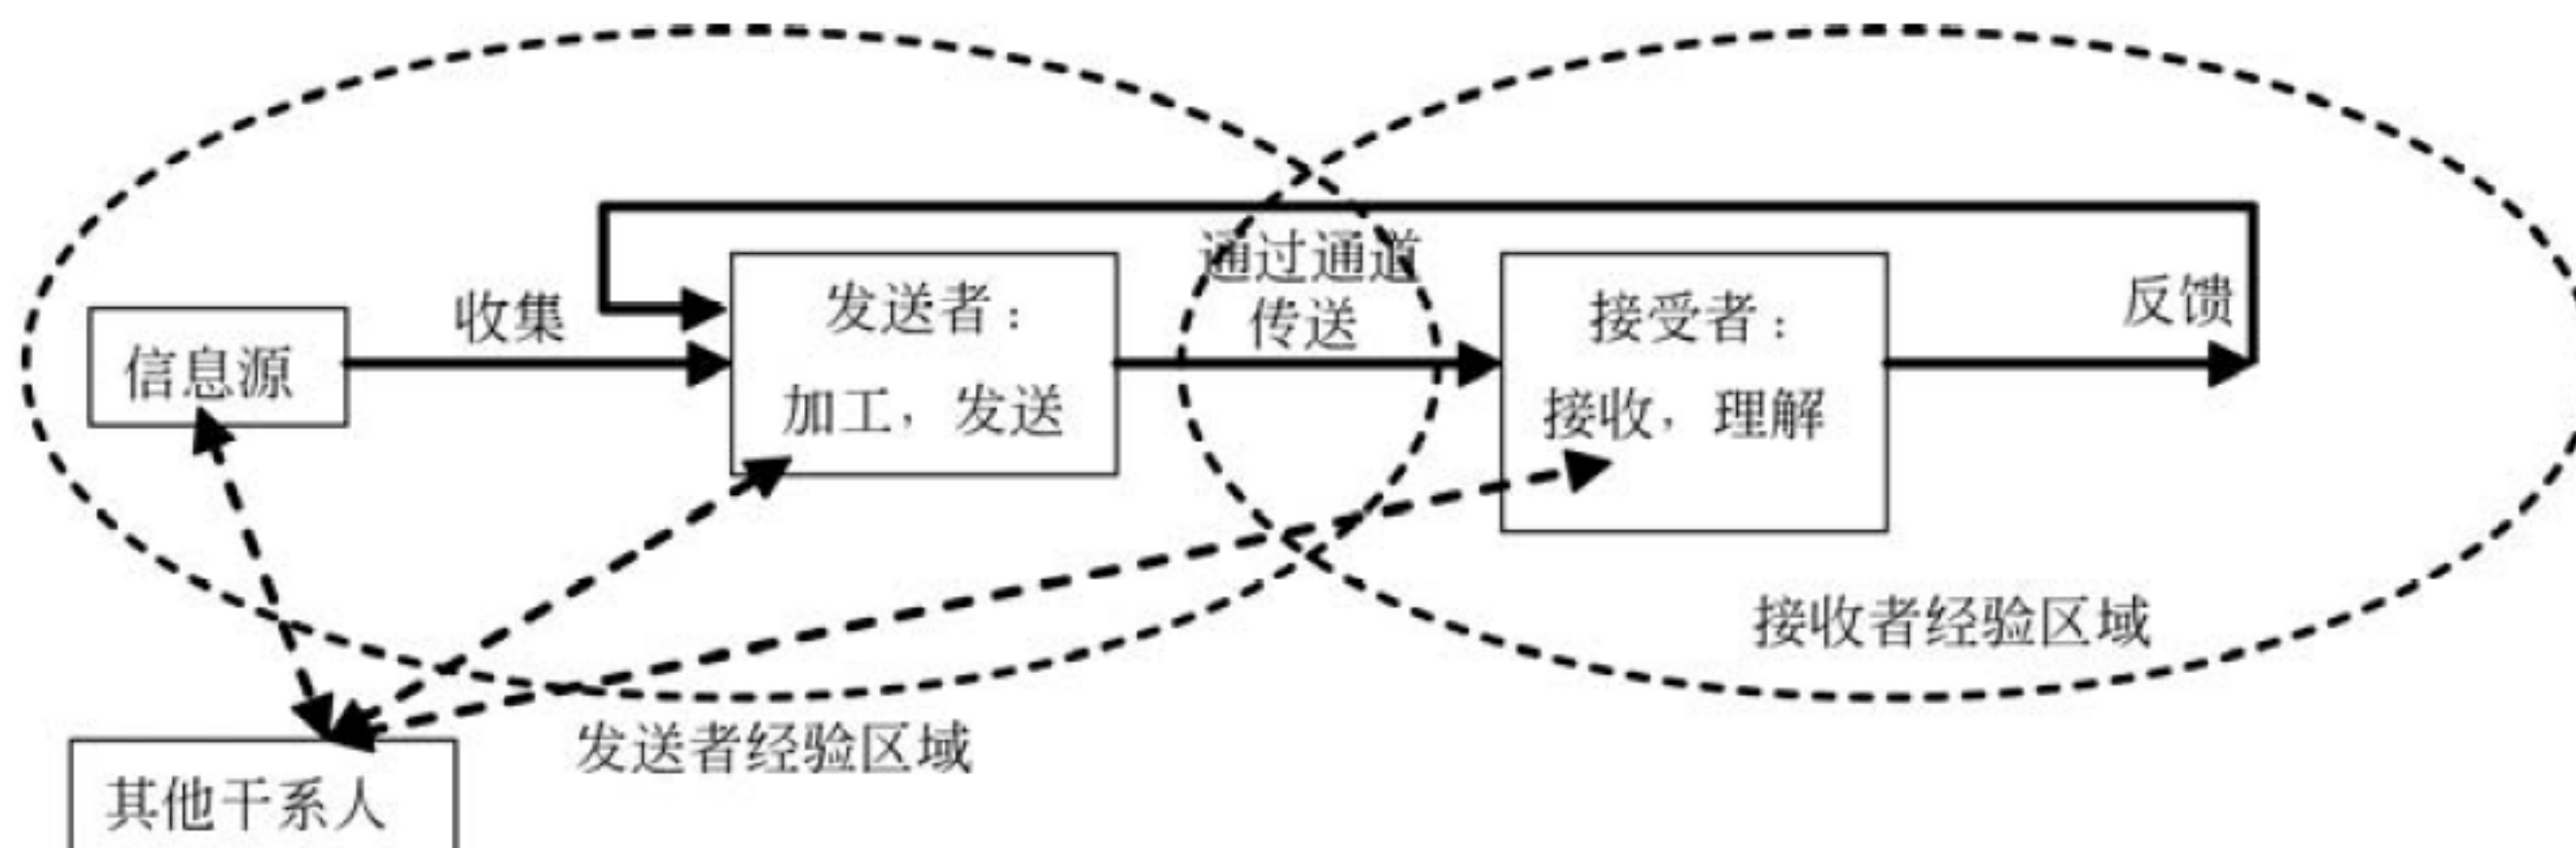 通过通道
传送
收集
信息源
发送者：
加工，发送
接受者：
接收，理解
反馈
接收者经验区域
发送者经验区域
其他干系人